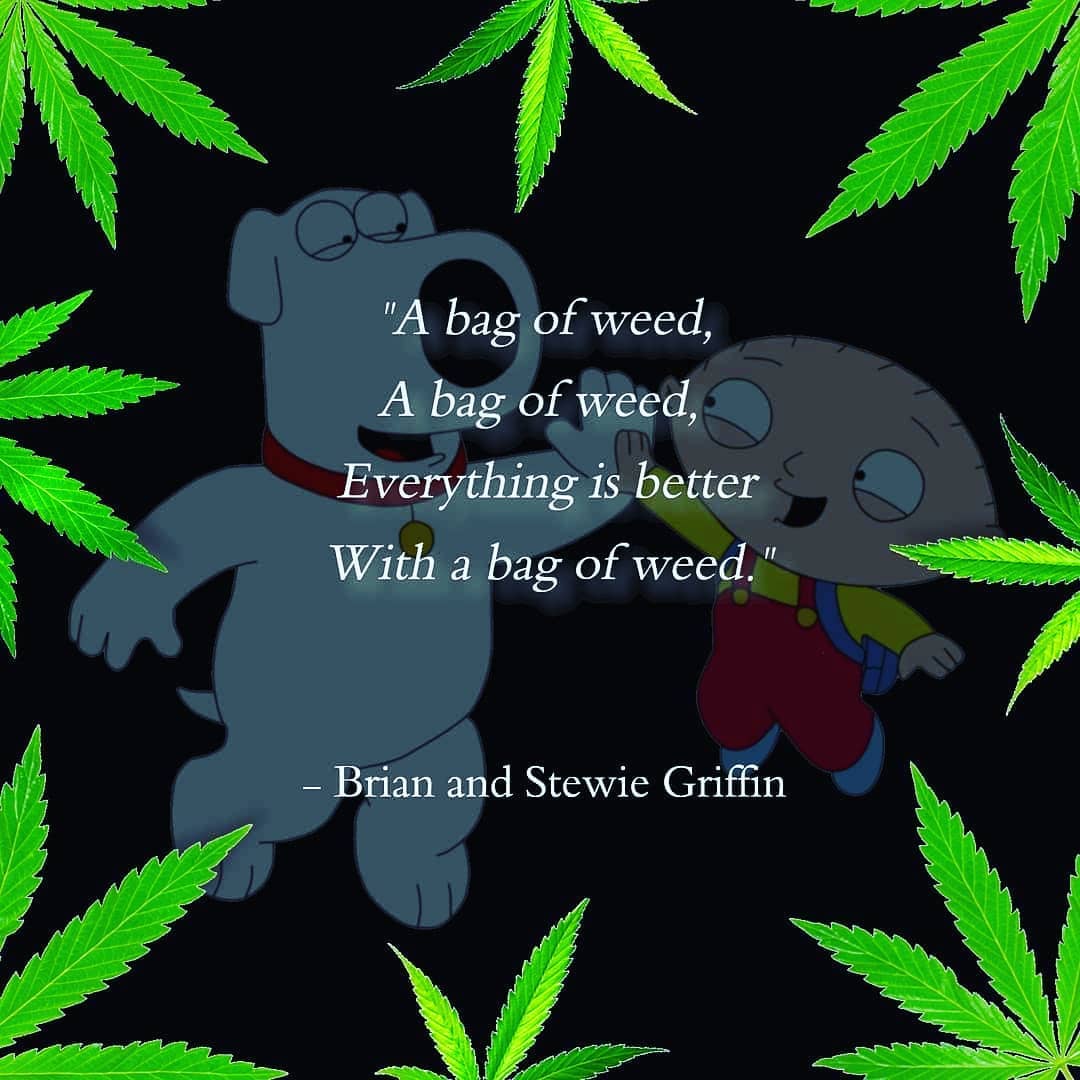 "A bag of weed,
A bag of weed,
Everything is better
With a bag of weed."
– Brian and Stewie Griffin